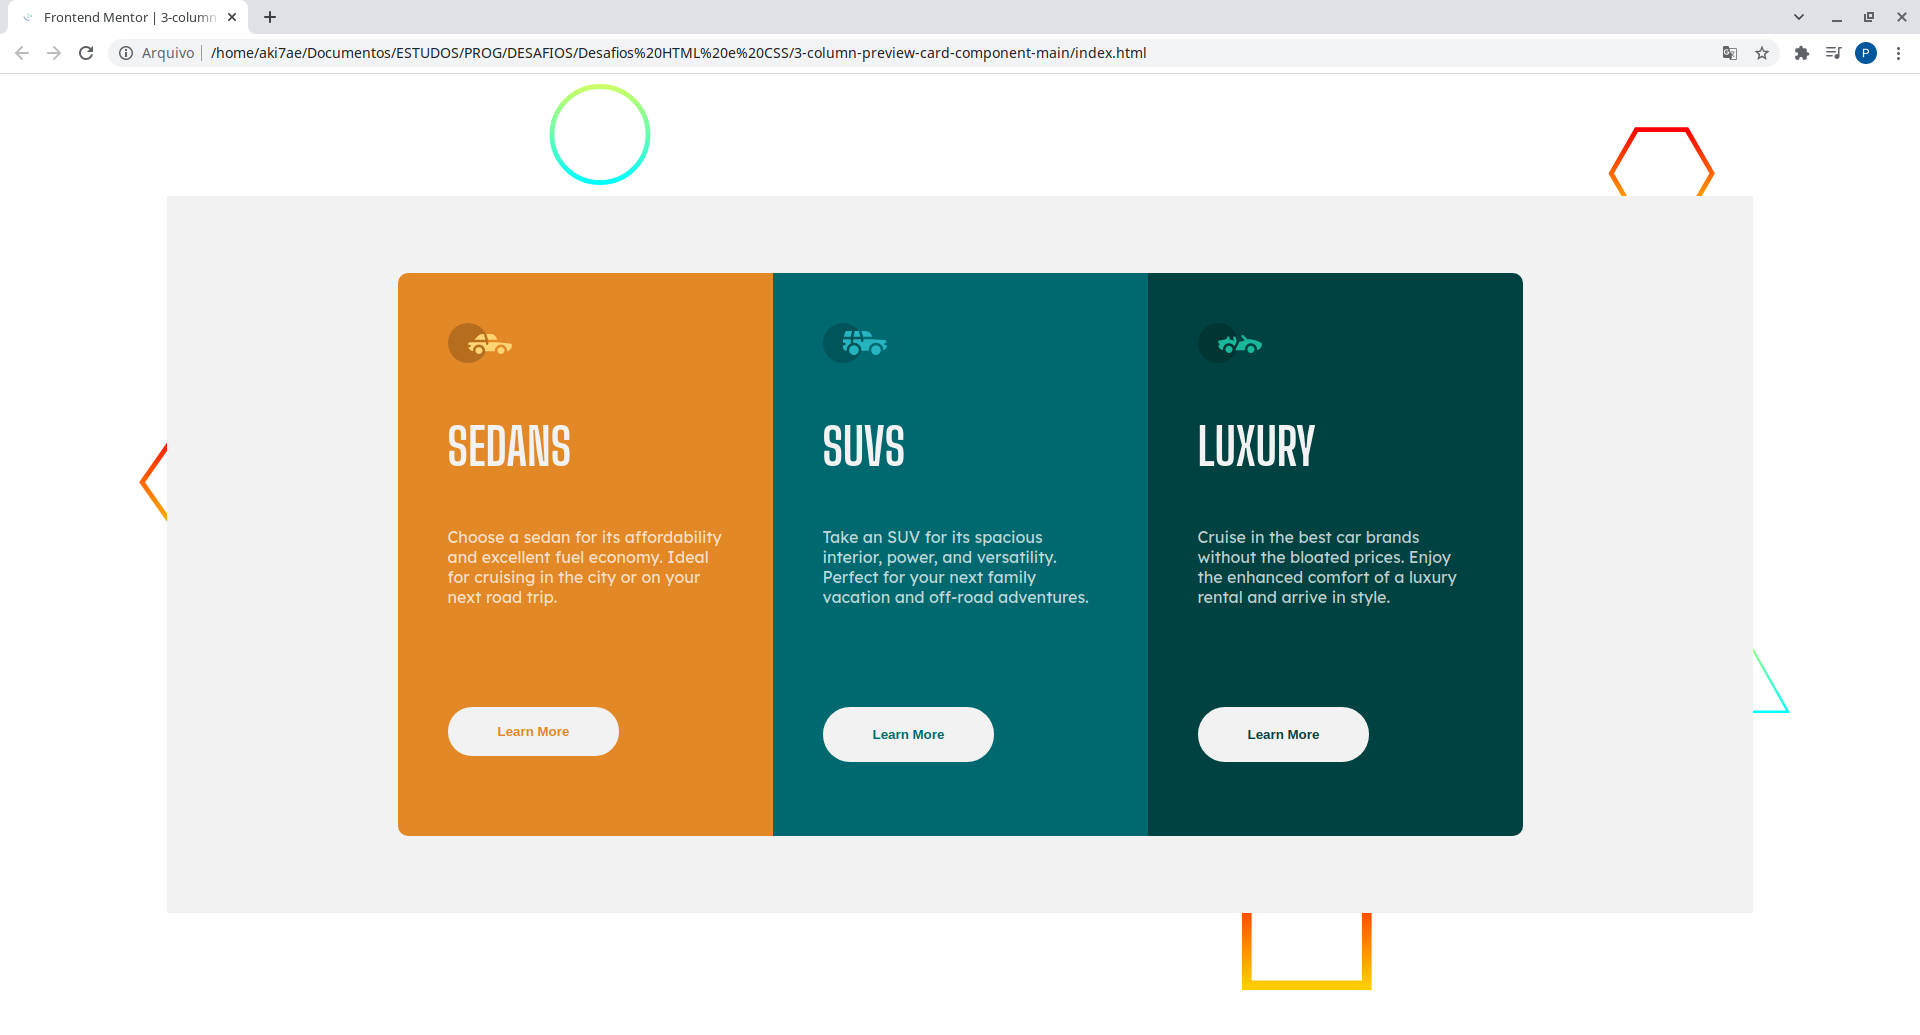 Frontend Mentor | 3-column
Arquivo
/home/aki7ae/Documentos/ESTUDOS/PROG/DESAFIOS/Desafios%20HTML%20e%20CSS/3-column-preview-card-component-main/index.html
P
SEDANS
Choose a sedan for its affordability
and excellent fuel economy. Ideal
for cruising in the city or on your
next road trip.
Learn More
SUVS
Take an SUV for its spacious
interior, power, and versatility.
Perfect for your next family
vacation and off-road adventures.
Learn More
LUXURY
Cruise in the best car brands
without the bloated prices. Enjoy
the enhanced comfort of a luxury
rental and arrive in style.
Learn More